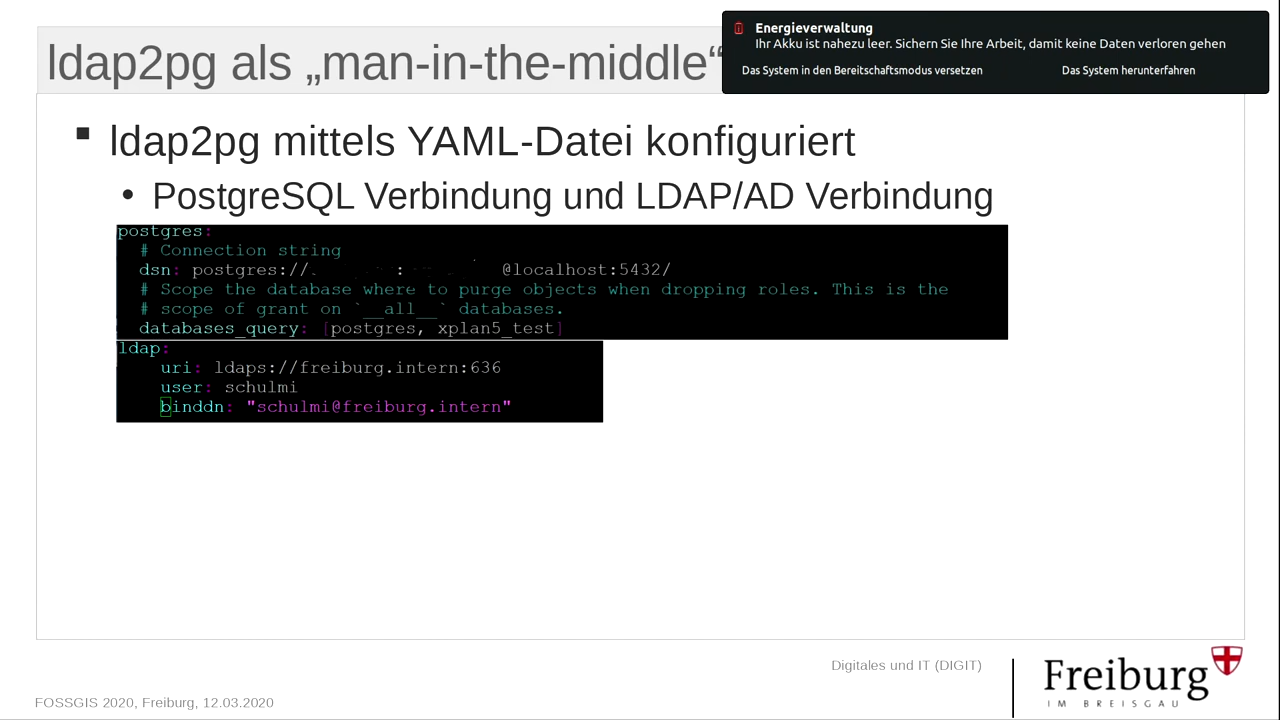 ldap2pg als „man-in-the-middle“
Energieverwaltung
Ihr Akku ist nahezu leer. Sichern Sie Ihre Arbeit, damit keine Daten verloren gehen
Das System in den Bereitschaftsmodus versetzen
Das System herunterfahren
ldap2pg mittels YAML-Datei konfiguriert
PostgreSQL Verbindung und LDAP/AD Verbindung
postgres:
# Connection string
dsn: postgres:// : @localhost:5432/
# Scope the database where to purge objects when dropping roles. This is the
# scope of grant on `__all__` databases.
databases_query: [postgres, xplan5_test]
ldap:
uri: ldaps://freiburg.intern:636
user: schulmi
binddn: "schulmi@freiburg.intern"
Digitales und IT (DIGIT)
Freiburg
IM BREISGAU
FOSSGIS 2020, Freiburg, 12.03.2020